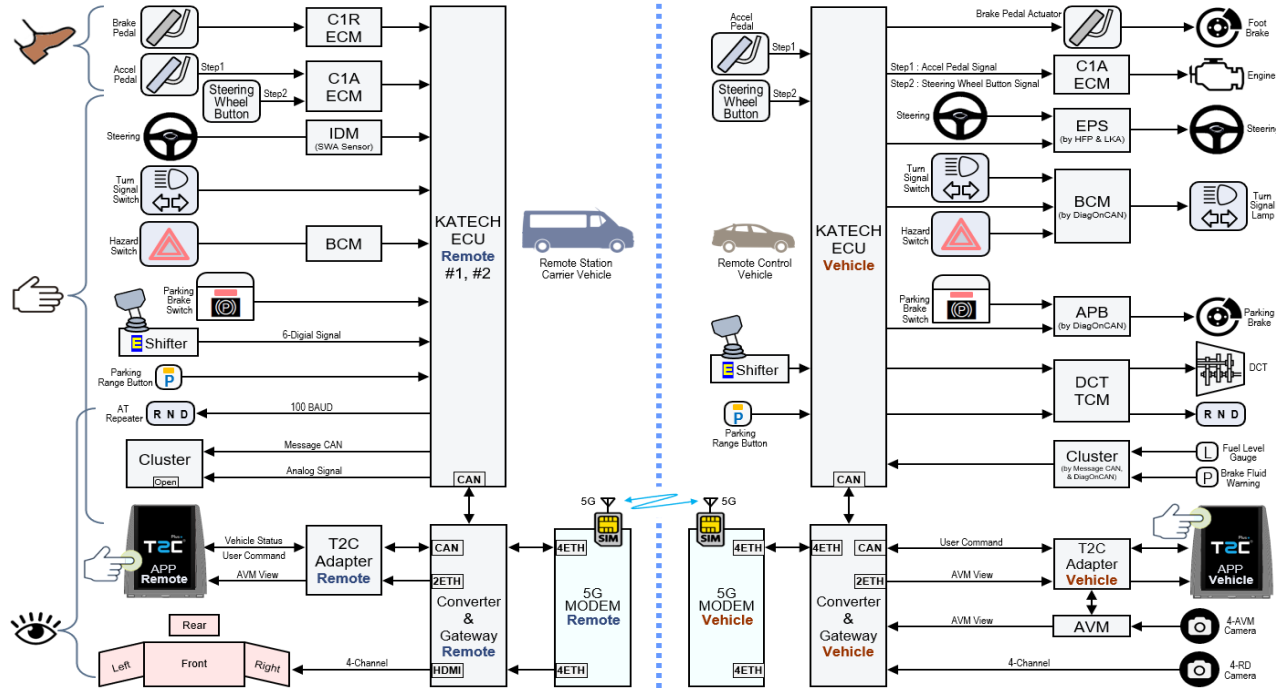 Brake
Pedal
C1R
ECM
Accel
Pedal
Step1
Steering
Wheel
Button
Step2
C1A
ECM
Steering
IDM
(SWA Sensor)
Turn
Signal
Switch
Hazard
Switch
BCM
Parking
Brake
Switch
E Shifter
6-Digial Signal
Parking
Range Button
P
AT
Repeater
R N D
100 BAUD
Cluster
Open
Message CAN
Analog Signal
KATECH
ECU
Remote
#1, #2
CAN
Remote Station
Carrier Vehicle
T2C
APP
Remote
Vehicle Status
User Command
AVM View
T2C
Adapter
Remote
CAN
2ETH
Converter
&
Gateway
Remote
HDMI
4ETH
5G
SIM
5G
MODEM
Remote
4ETH
Rear
Left
Front
Right
4-Channel
Accel
Pedal
Step1
Steering
Wheel
Button
Step2
Remote Control
Vehicle
E Shifter
P
Parking
Range Button
KATECH
ECU
Vehicle
CAN
Brake Pedal Actuator
Foot
Brake
Step1 : Accel Pedal Signal
Step2 : Steering Wheel Button Signal
C1A
ECM
Engine
Steering
EPS
(by HFP & LKA)
Steering
Turn
Signal
Switch
Hazard
Switch
BCM
(by DiagOnCAN)
Turn
Signal
Lamp
Parking
Brake
Switch
APB
(by DiagOnCAN)
Parking
Brake
DCT
TCM
DCT
R N D
Cluster
(by Message CAN,
& DiagOnCAN)
L
Fuel Level
Gauge
P
Brake Fluid
Warning
5G
SIM
4ETH
5G
MODEM
Vehicle
4ETH
4ETH
CAN
2ETH
Converter
&
Gateway
Vehicle
User Command
AVM View
T2C
Adapter
Vehicle
T2C
APP
Vehicle
AVM View
AVM
4-AVM
Camera
4-Channel
4-RD
Camera